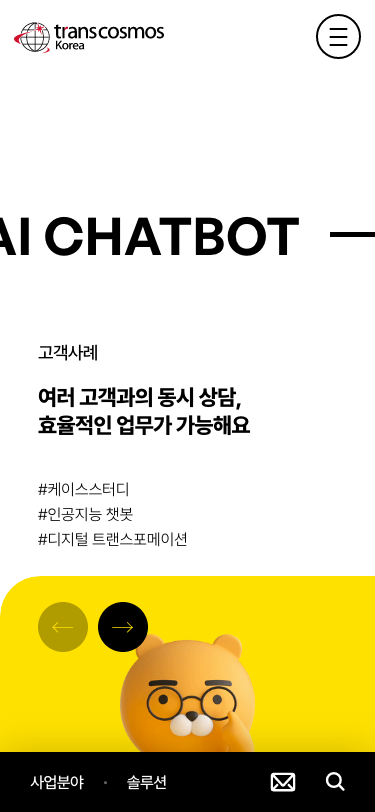 transcosmos
Korea
AI CHATBOT —
고객사례
여러 고객과의 동시 상담,
효율적인 업무가 가능해요
#케이스스터디
#인공지능 챗봇
#디지털 트랜스포메이션
사업분야 · 솔루션